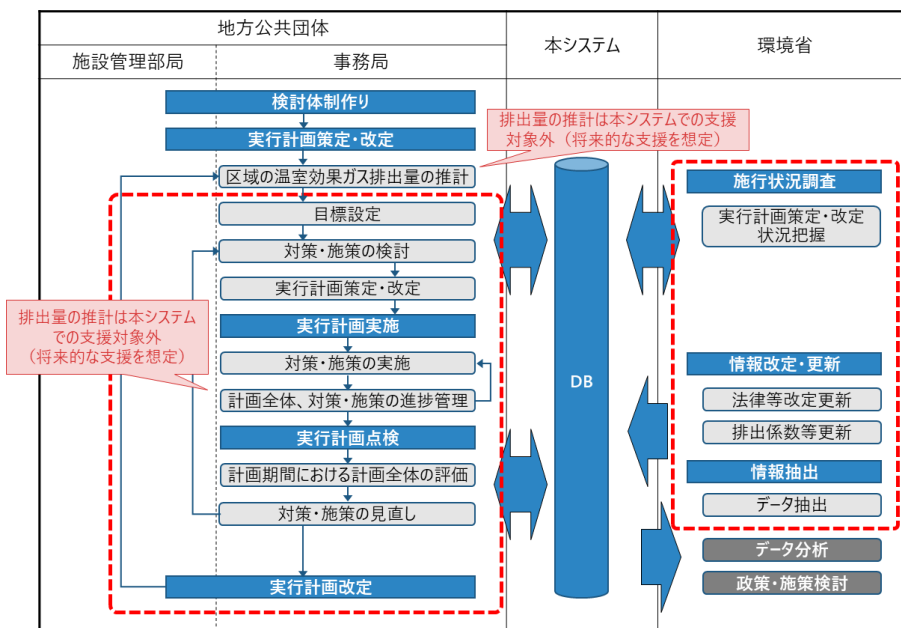 地方公共団体
本システム
環境省
施設管理部局
事務局
検討体制作り
実行計画策定・改定
排出量の推計は本システムでの支援
対象外（将来的な支援を想定）
区域の温室効果ガス排出量の推計
目標設定
対策・施策の検討
実行計画策定・改定
排出量の推計は本システム
での支援対象外
（将来的な支援を想定）
実行計画実施
対策・施策の実施
計画全体、対策・施策の進捗管理
実行計画点検
計画期間における計画全体の評価
対策・施策の見直し
実行計画改定
DB
施行状況調査
実行計画策定・改定
状況把握
情報改定・更新
法律等改定更新
排出係数等更新
情報抽出
データ抽出
データ分析
政策・施策検討